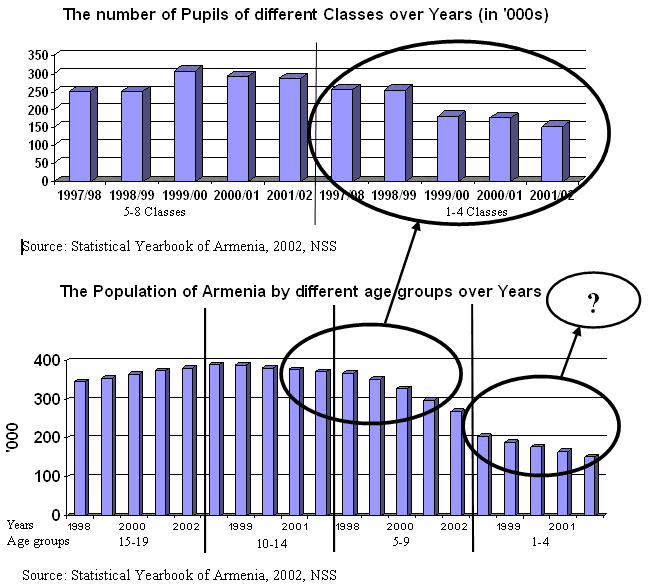 The number of Pupils of different Classes over Years (in '000s)
350
300
250
200
150
100
50
0
1997/98 1998/99 1999/00 2000/01 2001/02 1997/98 1998/99 1999/00 2000/01 2001/02
5-8 Classes 1-4 Classes
Source: Statistical Yearbook of Armenia, 2002, NSS
The Population of Armenia by different age groups over Years
?
'000
400
300
200
100
0
Years 1998 2000 2002 1999 2001 1998 2000 2002 1999 2001
Age groups 15-19 10-14 5-9 1-4
Source: Statistical Yearbook of Armenia, 2002, NSS